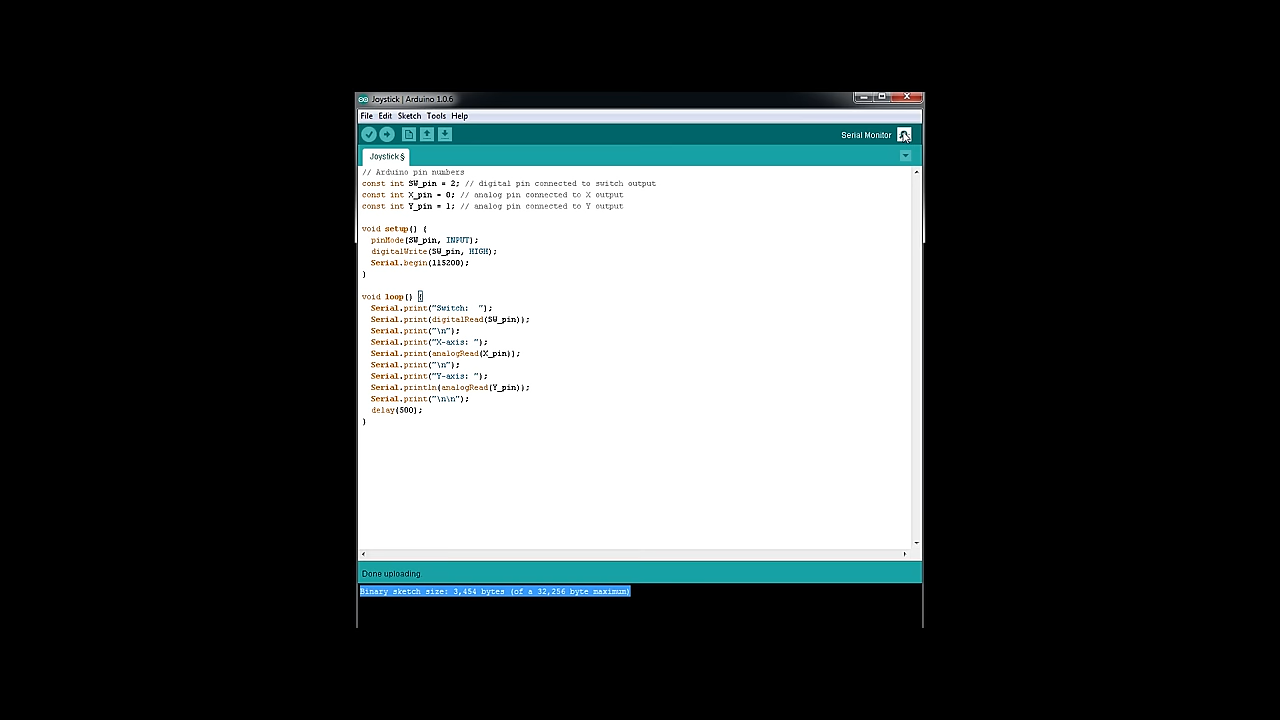 Joystick | Arduino 1.0.6
File Edit Sketch Tools Help
Serial Monitor
Joystick§
// Arduino pin numbers
const int SW_pin = 2; // digital pin connected to switch output
const int X_pin = 0; // analog pin connected to X output
const int Y_pin = 1; // analog pin connected to Y output
void setup() {
  pinMode(SW_pin, INPUT);
  digitalWrite(SW_pin, HIGH);
  Serial.begin(115200);
}
void loop() {
  Serial.print("Switch:  ");
  Serial.print(digitalRead(SW_pin));
  Serial.print("\n");
  Serial.print("X-axis: ");
  Serial.print(analogRead(X_pin));
  Serial.print("\n");
  Serial.print("Y-axis: ");
  Serial.println(analogRead(Y_pin));
  Serial.print("\n\n");
  delay(500);
}
Done uploading.
Binary sketch size: 3,454 bytes (of a 32,256 byte maximum)